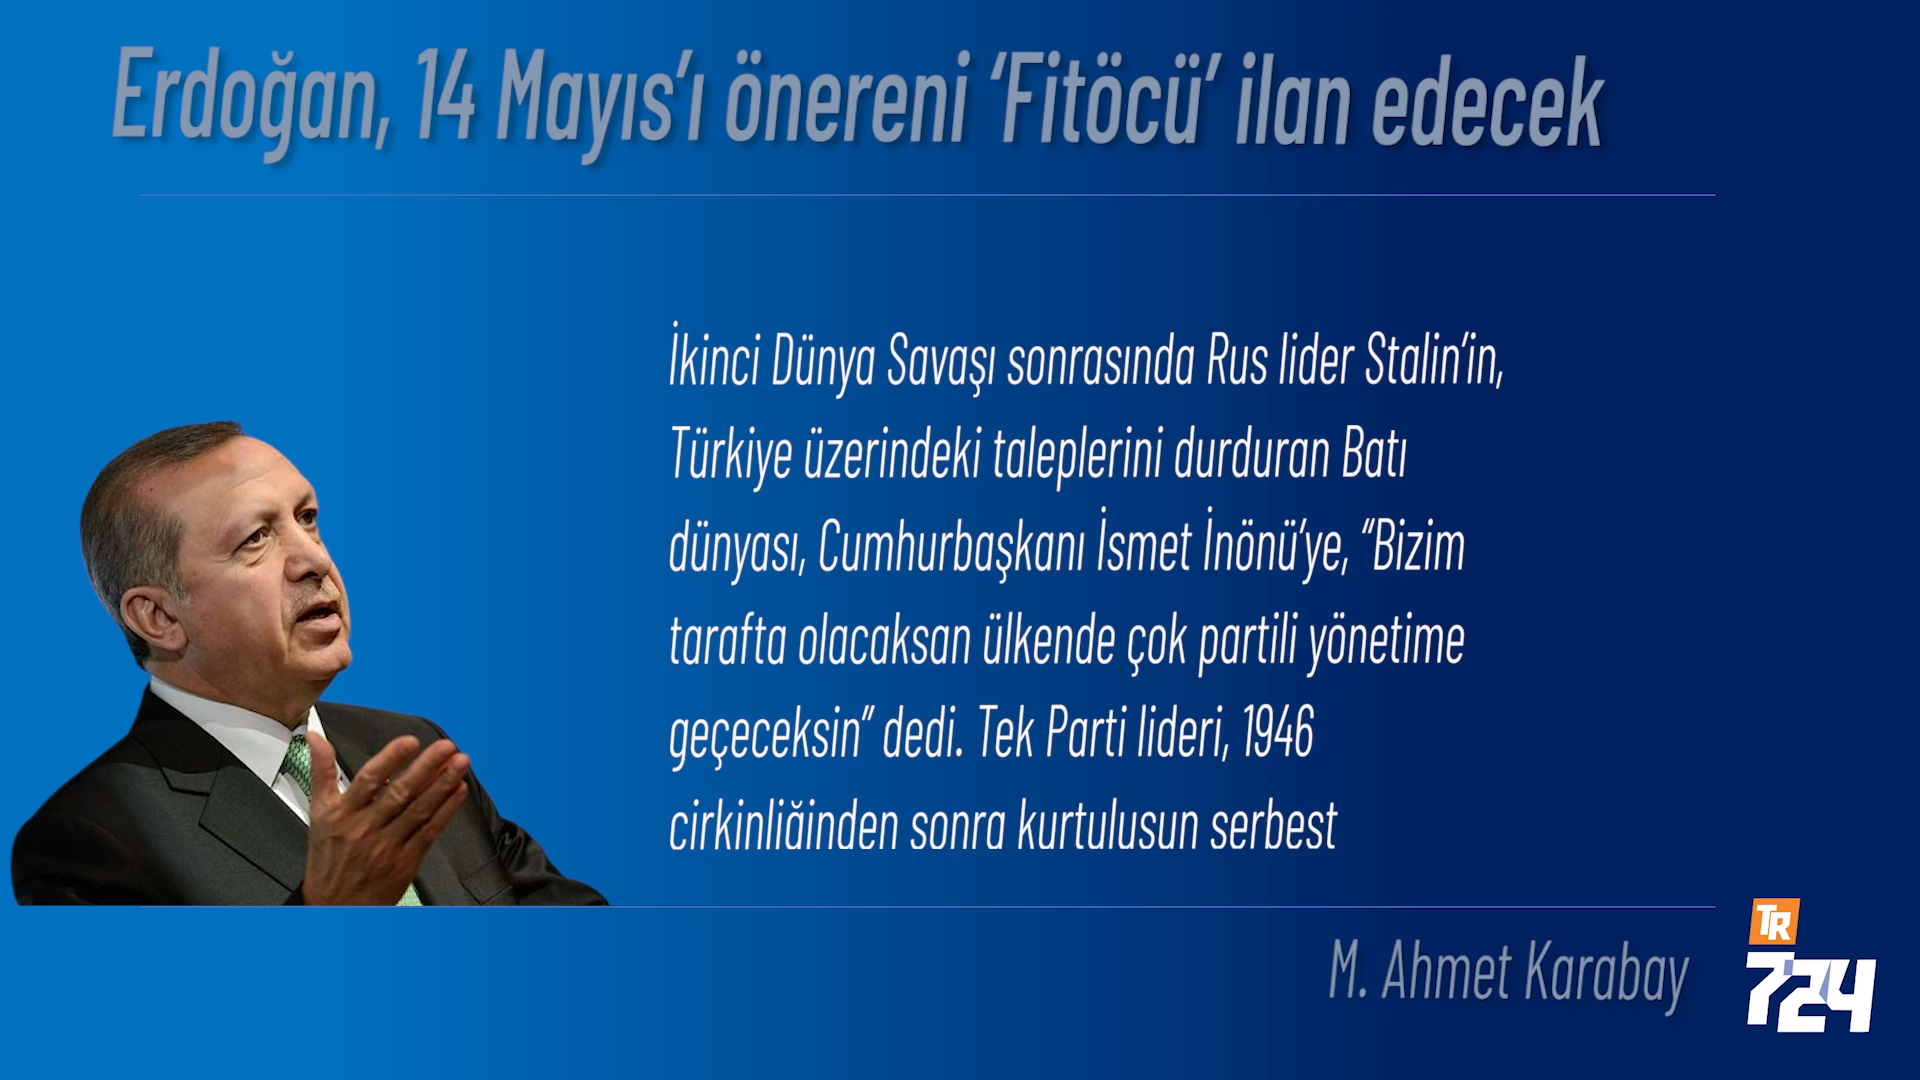 Erdoğan, 14 Mayıs’ı önereni ‘Fitöcü’ ilan edecek
İkinci Dünya Savaşı sonrasında Rus lider Stalin’in,
Türkiye üzerindeki taleplerini durduran Batı
dünyası, Cumhurbaşkanı İsmet İnönü’ye, “Bizim
tarafta olacaksan ülkende çok partili yönetime
geçeceksin” dedi. Tek Parti lideri, 1946
çirkinliğinden sonra kurtuluşun serbest
M. Ahmet Karabay
TR
724